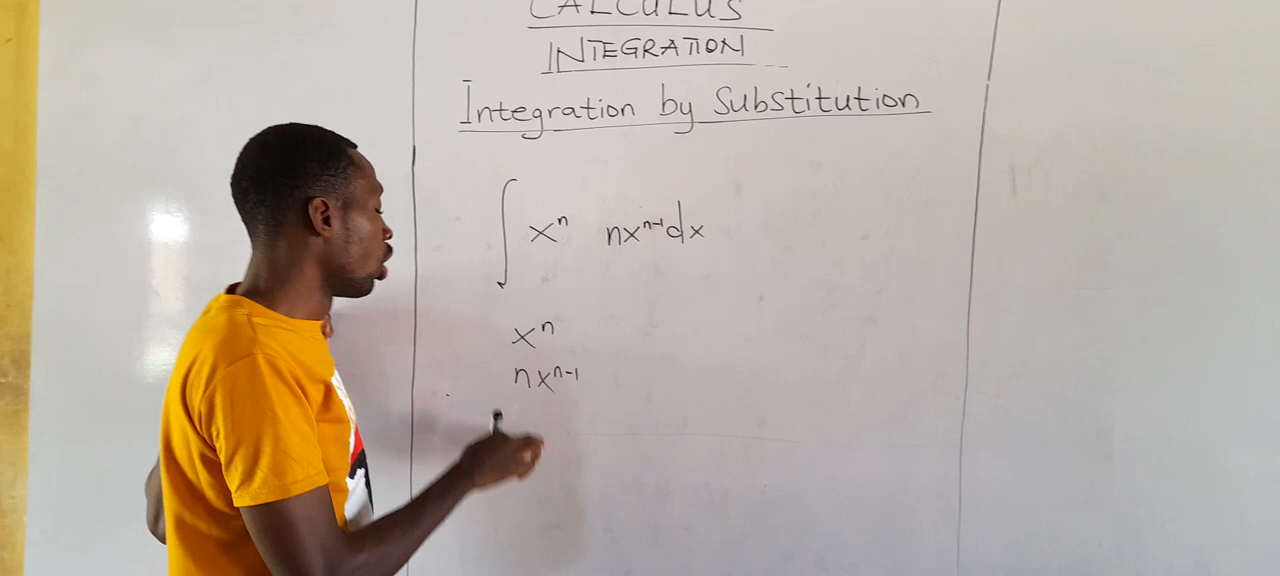 CALCULUS
INTEGRATION
Integration by Substitution
∫ xⁿ nxⁿ⁻¹dx
xⁿ
nxⁿ⁻¹